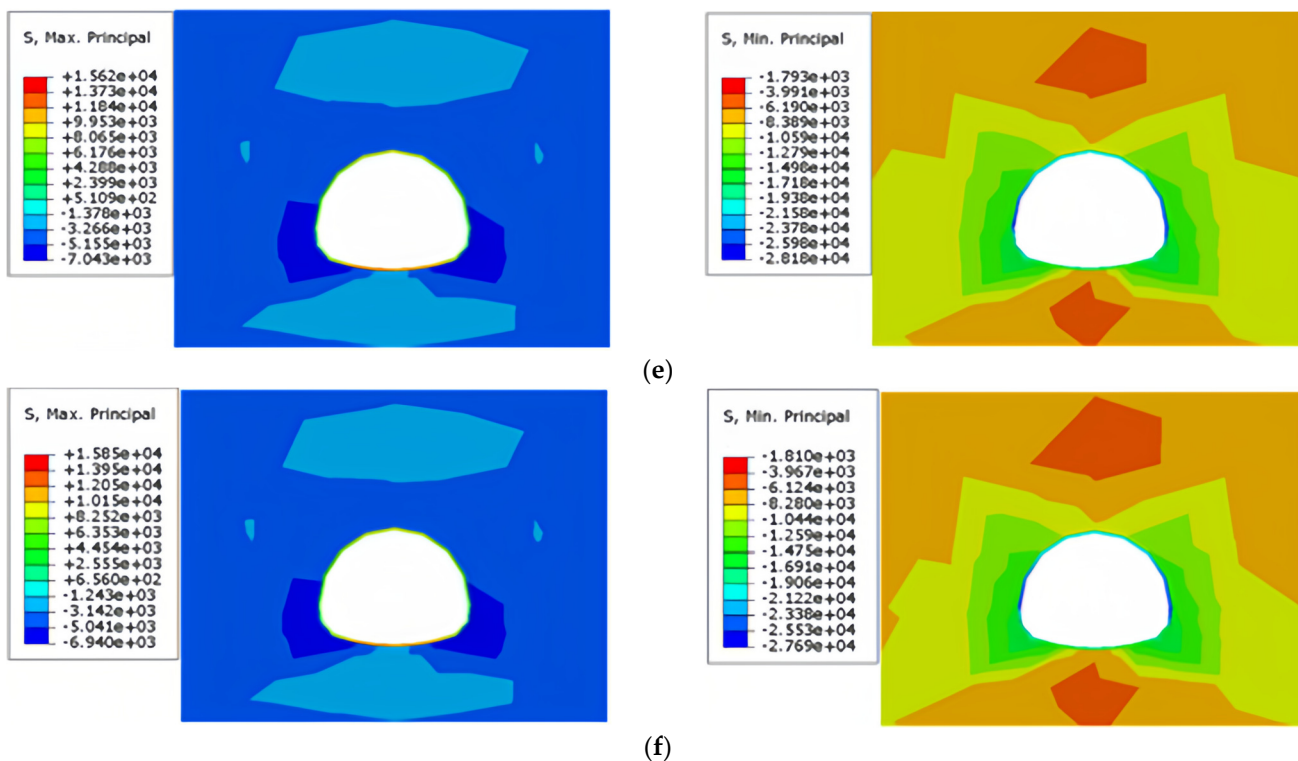 S, Max. Principal
+1.562e+04
+1.373e+04
+1.184e+04
+9.953e+03
+8.065e+03
+6.176e+03
+4.288e+03
+2.399e+03
+5.109e+02
-1.378e+03
-3.266e+03
-5.155e+03
-7.043e+03
S, Min. Principal
-1.793e+03
-3.991e+03
-6.190e+03
-8.389e+03
-1.059e+04
-1.279e+04
-1.498e+04
-1.718e+04
-1.938e+04
-2.158e+04
-2.378e+04
-2.598e+04
-2.818e+04
(e)
S, Max. Principal
+1.585e+04
+1.395e+04
+1.205e+04
+1.015e+04
+8.252e+03
+6.353e+03
+4.454e+03
+2.555e+03
+6.560e+02
-1.243e+03
-3.142e+03
-5.041e+03
-6.940e+03
S, Min. Principal
-1.810e+03
-3.967e+03
-6.124e+03
-8.280e+03
-1.044e+04
-1.259e+04
-1.475e+04
-1.691e+04
-1.906e+04
-2.122e+04
-2.338e+04
-2.553e+04
-2.769e+04
(f)